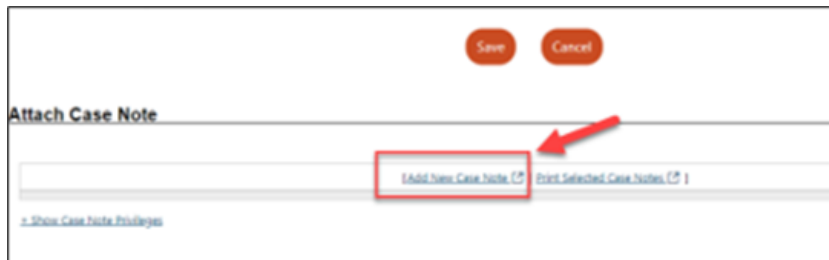 Save Cancel
Attach Case Note
[ Add New Case Note | Print Selected Case Notes ]
+ Show Case Note Privileges